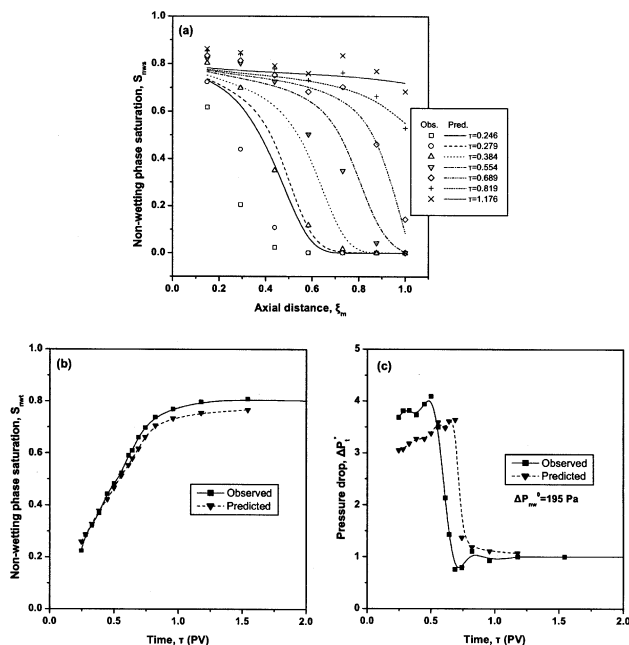 (a)
Non-wetting phase saturation, S_nws
1.0
0.8
0.6
0.4
0.2
0.0
0.0 0.2 0.4 0.6 0.8 1.0
Axial distance, ξ_m
Obs. Pred.
τ=0.246
τ=0.279
τ=0.384
τ=0.554
τ=0.689
τ=0.819
τ=1.176
(b)
Non-wetting phase saturation, S_nwt
1.0
0.8
0.6
0.4
0.2
0.0
0.0 0.5 1.0 1.5 2.0
Time, τ (PV)
Observed
Predicted
(c)
Pressure drop, ΔP_t*
5
4
3
2
1
0
0.0 0.5 1.0 1.5 2.0
Time, τ (PV)
Observed
Predicted
ΔP_nw^0=195 Pa